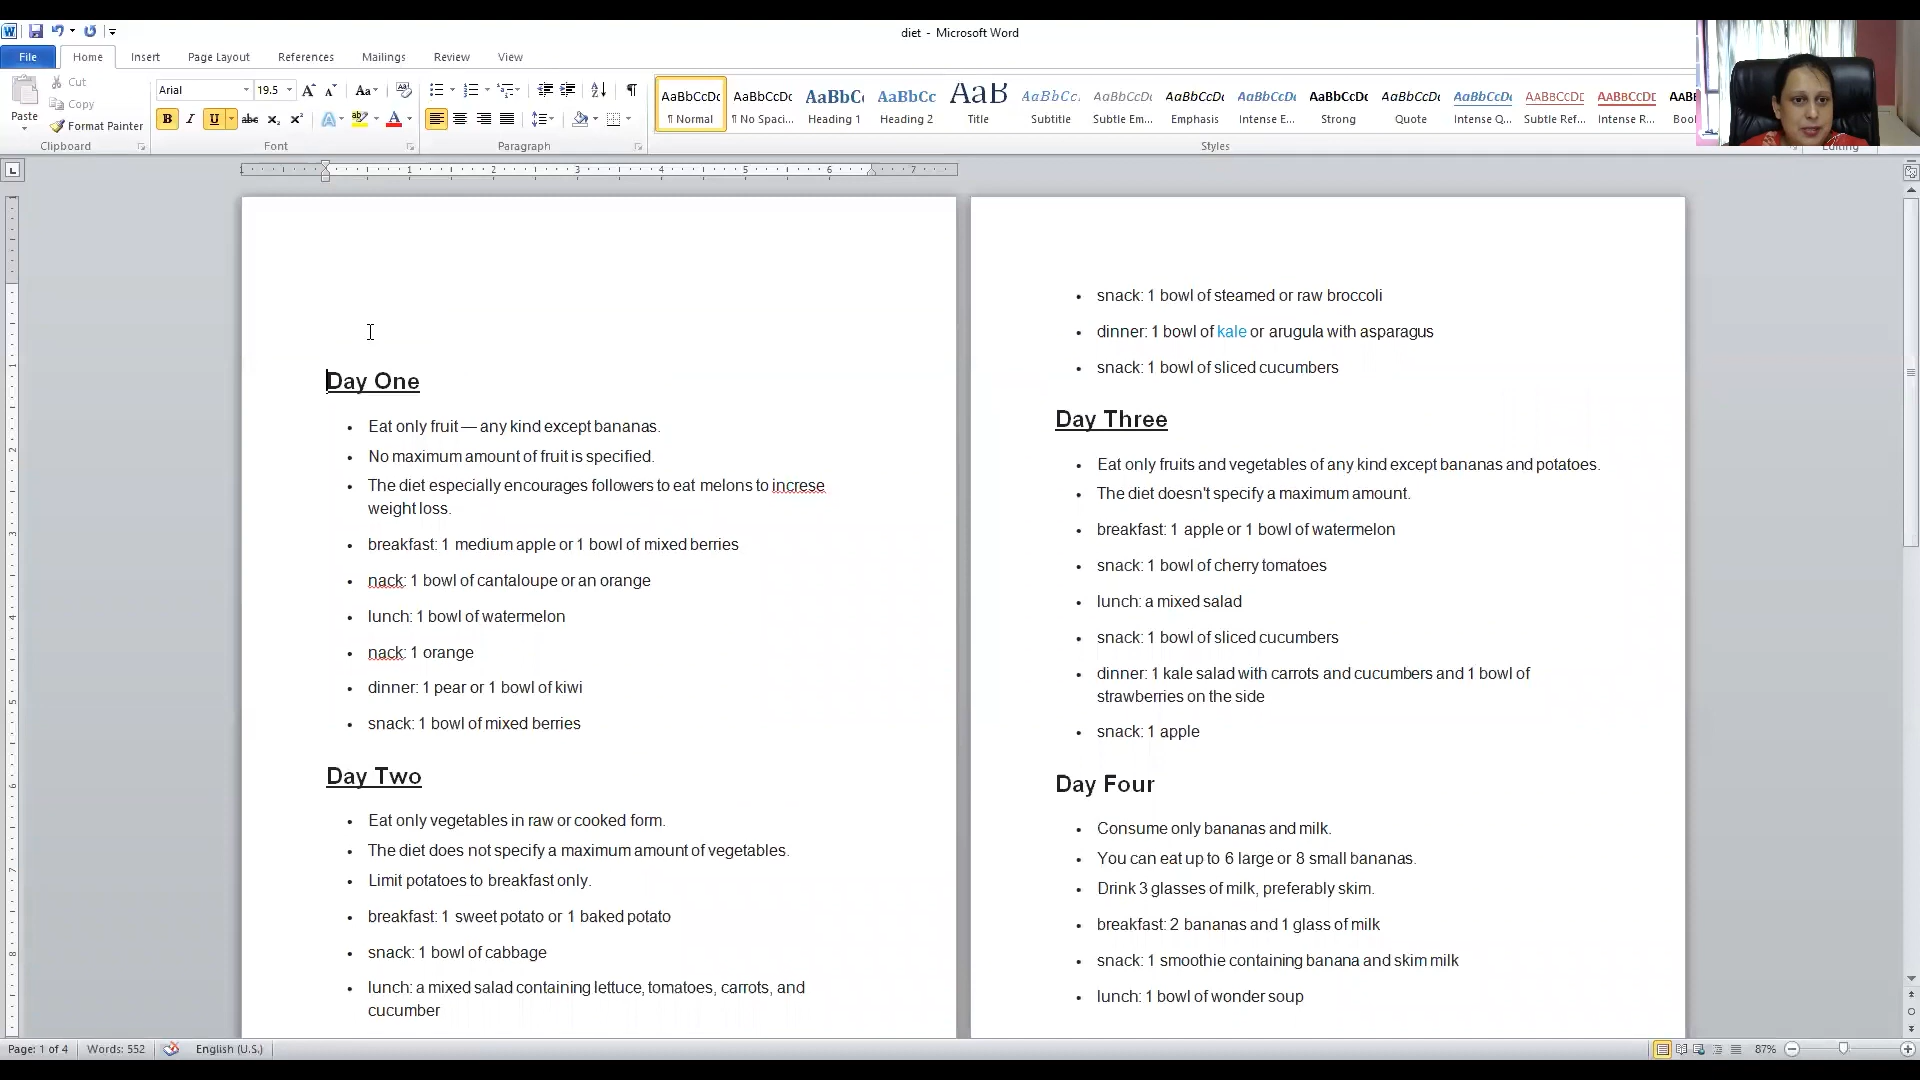 diet - Microsoft Word
File Home Insert Page Layout References Mailings Review View
Paste
Cut
Copy
Format Painter
Clipboard
Arial 19.5
Font
Paragraph
AaBbCcDc AaBbCcDc AaBbC AaBbCc AaB AaBbCc. AaBbCcDc AaBbCcDc AaBbCcDc AaBbCcDc AaBbCcDc AaBbCcDc AABBCCDE AABBCCDE AABB
¶ Normal ¶ No Spaci... Heading 1 Heading 2 Title Subtitle Subtle Em... Emphasis Intense E... Strong Quote Intense Q... Subtle Ref... Intense R...
Styles
Day One
• Eat only fruit — any kind except bananas.
• No maximum amount of fruit is specified.
• The diet especially encourages followers to eat melons to increse
weight loss.
• breakfast: 1 medium apple or 1 bowl of mixed berries
• nack: 1 bowl of cantaloupe or an orange
• lunch: 1 bowl of watermelon
• nack: 1 orange
• dinner: 1 pear or 1 bowl of kiwi
• snack: 1 bowl of mixed berries
Day Two
• Eat only vegetables in raw or cooked form.
• The diet does not specify a maximum amount of vegetables.
• Limit potatoes to breakfast only.
• breakfast: 1 sweet potato or 1 baked potato
• snack: 1 bowl of cabbage
• lunch: a mixed salad containing lettuce, tomatoes, carrots, and
cucumber
• snack: 1 bowl of steamed or raw broccoli
• dinner: 1 bowl of kale or arugula with asparagus
• snack: 1 bowl of sliced cucumbers
Day Three
• Eat only fruits and vegetables of any kind except bananas and potatoes.
• The diet doesn't specify a maximum amount.
• breakfast: 1 apple or 1 bowl of watermelon
• snack: 1 bowl of cherry tomatoes
• lunch: a mixed salad
• snack: 1 bowl of sliced cucumbers
• dinner: 1 kale salad with carrots and cucumbers and 1 bowl of
strawberries on the side
• snack: 1 apple
Day Four
• Consume only bananas and milk.
• You can eat up to 6 large or 8 small bananas.
• Drink 3 glasses of milk, preferably skim.
• breakfast: 2 bananas and 1 glass of milk
• snack: 1 smoothie containing banana and skim milk
• lunch: 1 bowl of wonder soup
Page: 1 of 4 Words: 552 English (U.S.) 87%